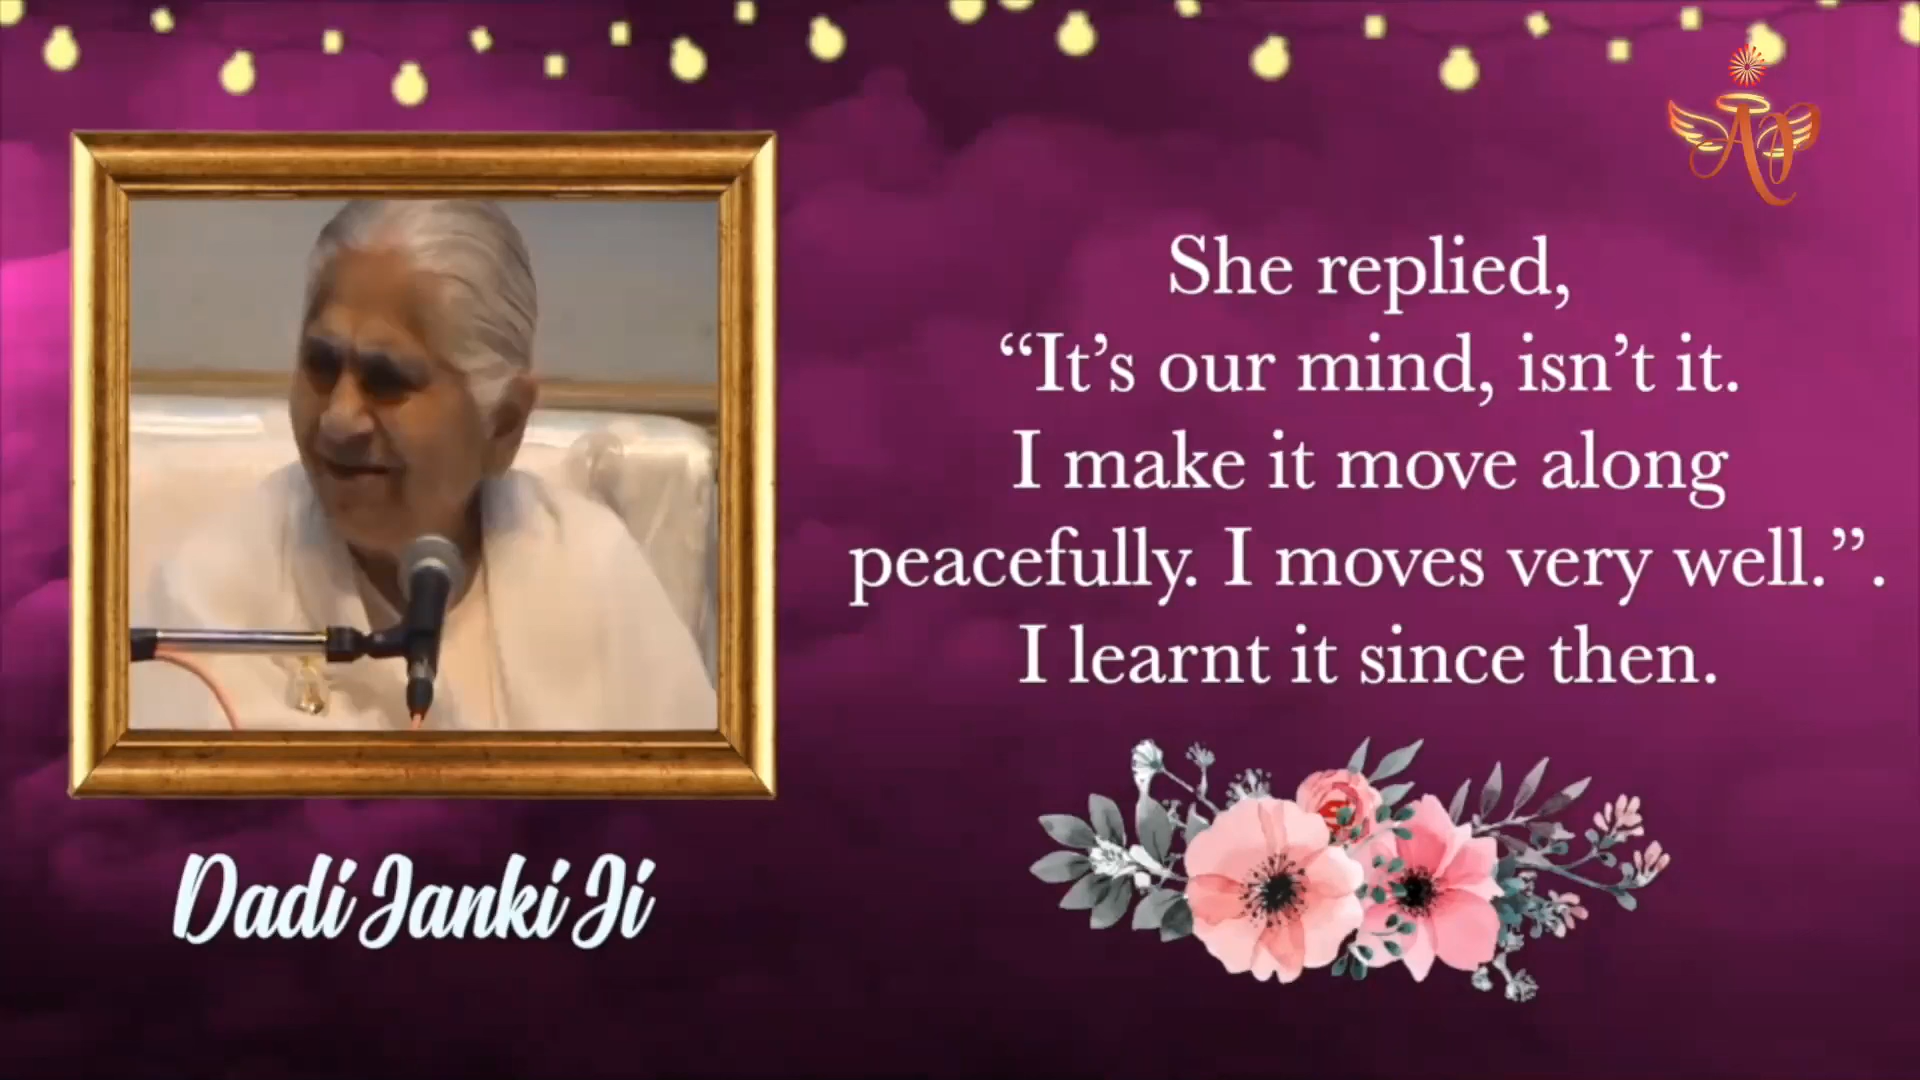 She replied,
“It’s our mind, isn’t it.
I make it move along
peacefully. I moves very well.”.
I learnt it since then.
Dadi Janki Ji